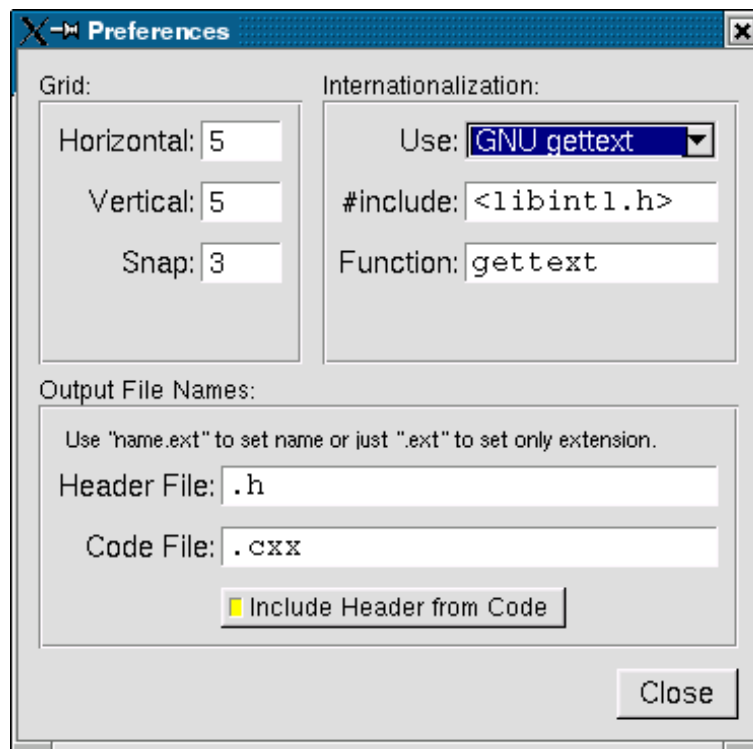 Preferences
Grid:
Horizontal: 5
Vertical: 5
Snap: 3
Internationalization:
Use: GNU gettext
#include: <libintl.h>
Function: gettext
Output File Names:
Use "name.ext" to set name or just ".ext" to set only extension.
Header File: .h
Code File: .cxx
Include Header from Code
Close